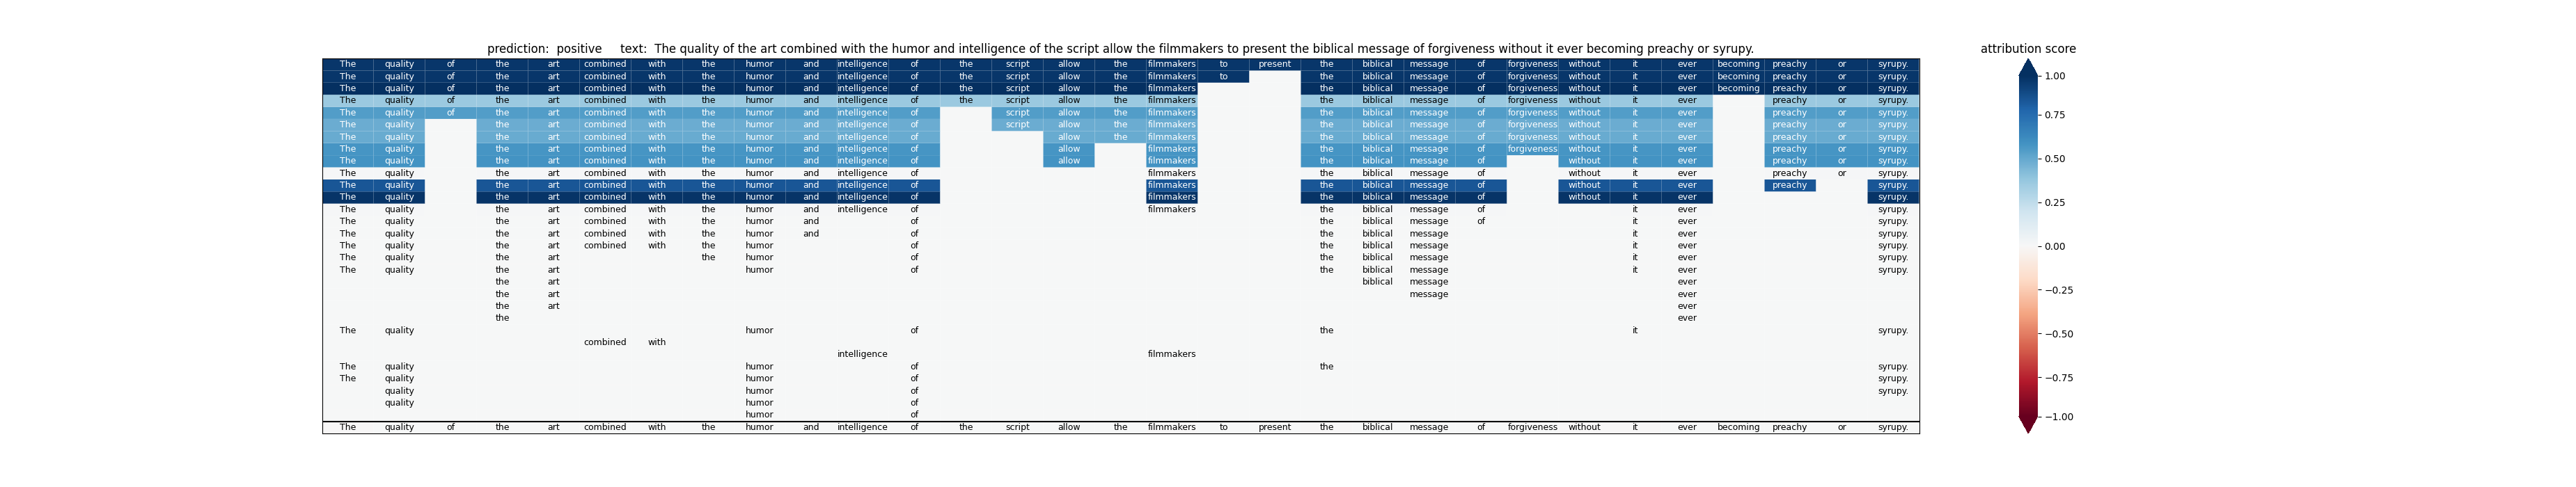 prediction: positive text: The quality of the art combined with the humor and intelligence of the script allow the filmmakers to present the biblical message of forgiveness without it ever becoming preachy or syrupy.
attribution score
The quality of the art combined with the humor and intelligence of the script allow the filmmakers to present the biblical message of forgiveness without it ever becoming preachy or syrupy.
The quality of the art combined with the humor and intelligence of the script allow the filmmakers to the biblical message of forgiveness without it ever becoming preachy or syrupy.
The quality of the art combined with the humor and intelligence of the script allow the filmmakers the biblical message of forgiveness without it ever becoming preachy or syrupy.
The quality of the art combined with the humor and intelligence of the script allow the filmmakers the biblical message of forgiveness without it ever preachy or syrupy.
The quality of the art combined with the humor and intelligence of script allow the filmmakers the biblical message of forgiveness without it ever preachy or syrupy.
The quality the art combined with the humor and intelligence of script allow the filmmakers the biblical message of forgiveness without it ever preachy or syrupy.
The quality the art combined with the humor and intelligence of allow the filmmakers the biblical message of forgiveness without it ever preachy or syrupy.
The quality the art combined with the humor and intelligence of allow filmmakers the biblical message of forgiveness without it ever preachy or syrupy.
The quality the art combined with the humor and intelligence of allow filmmakers the biblical message of without it ever preachy or syrupy.
The quality the art combined with the humor and intelligence of filmmakers the biblical message of without it ever preachy or syrupy.
The quality the art combined with the humor and intelligence of filmmakers the biblical message of without it ever preachy syrupy.
The quality the art combined with the humor and intelligence of filmmakers the biblical message of without it ever syrupy.
The quality the art combined with the humor and intelligence of filmmakers the biblical message of it ever syrupy.
The quality the art combined with the humor and of the biblical message of it ever syrupy.
The quality the art combined with the humor and of the biblical message it ever syrupy.
The quality the art combined with the humor of the biblical message it ever syrupy.
The quality the art the humor of the biblical message it ever syrupy.
The quality the art humor of the biblical message it ever syrupy.
the art biblical message ever
the art message ever
the art ever
the ever
The quality humor of the it syrupy.
combined with
intelligence filmmakers
The quality humor of the syrupy.
The quality humor of syrupy.
quality humor of syrupy.
quality humor of
humor of
The quality of the art combined with the humor and intelligence of the script allow the filmmakers to present the biblical message of forgiveness without it ever becoming preachy or syrupy.
1.00
0.75
0.50
0.25
0.00
−0.25
−0.50
−0.75
−1.00